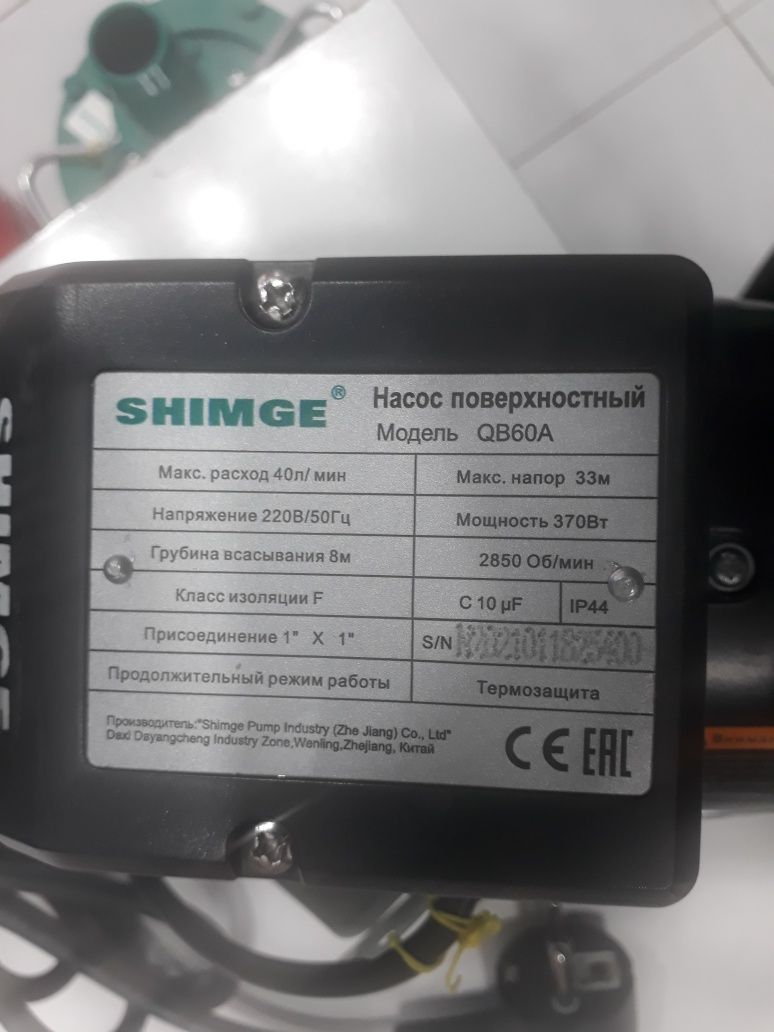 SHIMGE®
Насос поверхностный
Модель QB60A
Макс. расход 40л/ мин
Макс. напор 33м
Напряжение 220В/50Гц
Мощность 370Вт
Грубина всасывания 8м
2850 Об/мин
Класс изоляции F
C 10 µF
IP44
Присоединение 1" X 1"
S/N
Продолжительный режим работы
Термозащита
Производитель:"Shimge Pump Industry (Zhe Jiang) Co., Ltd"
Daxi Dayangcheng Industry Zone,Wenling,Zhejiang, Китай
CE EAC
SHIMGE